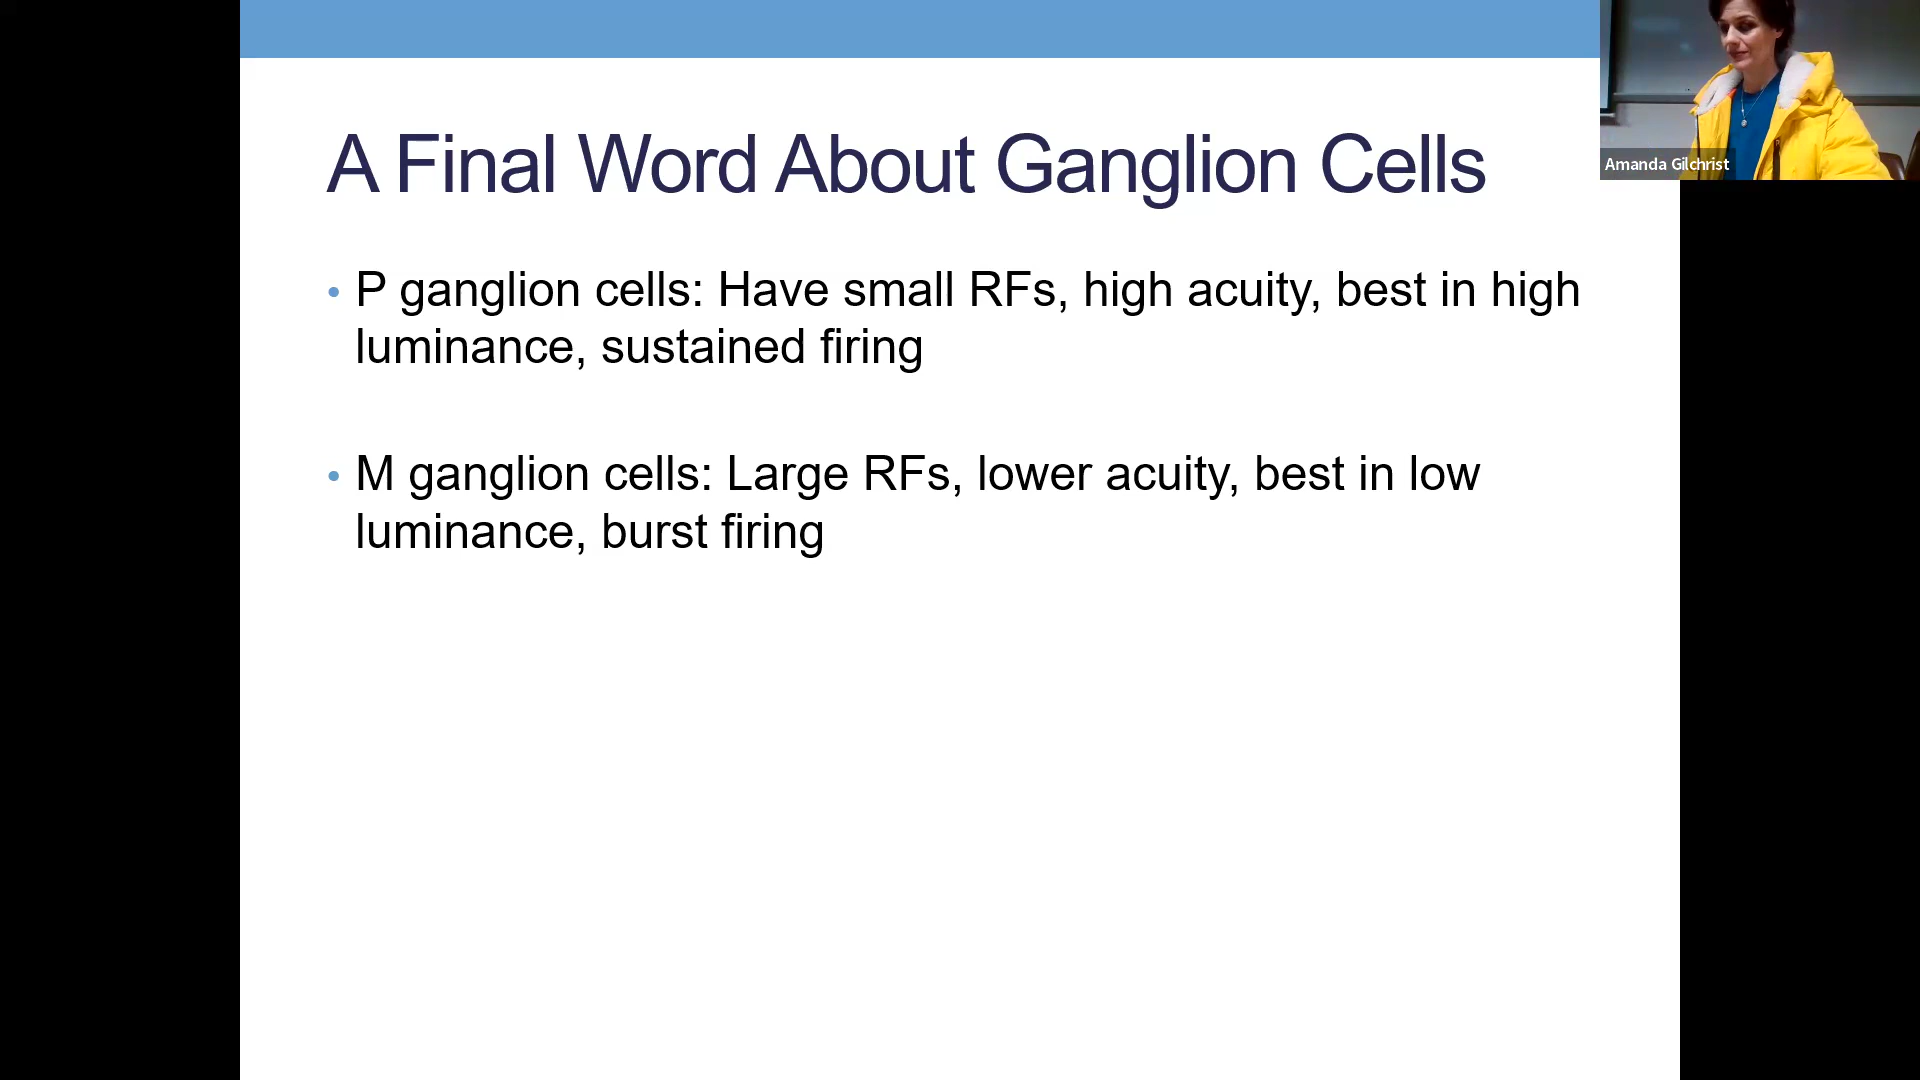 A Final Word About Ganglion Cells
• P ganglion cells: Have small RFs, high acuity, best in high
luminance, sustained firing
• M ganglion cells: Large RFs, lower acuity, best in low
luminance, burst firing
Amanda Gilchrist